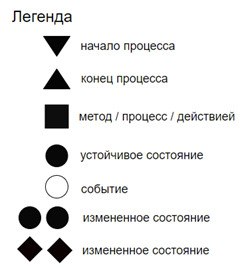 Легенда
начало процесса
конец процесса
метод / процесс / действией
устойчивое состояние
событие
измененное состояние
измененное состояние